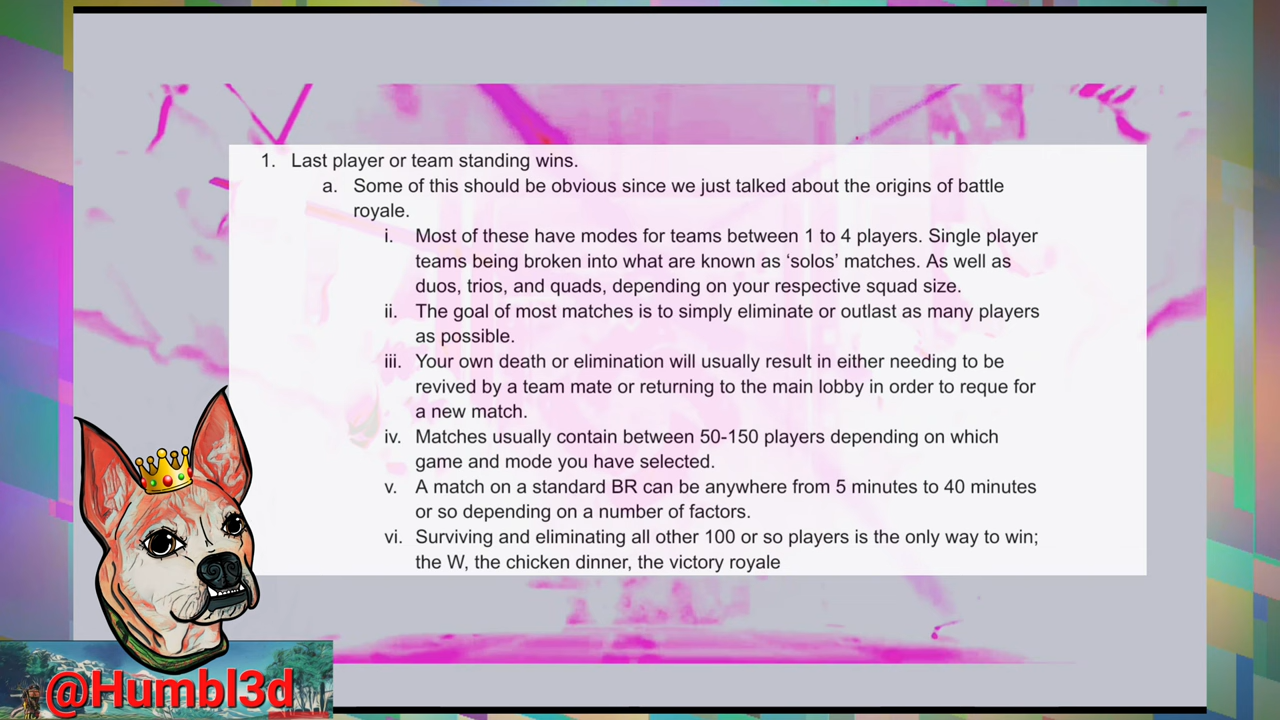 1. Last player or team standing wins.
a. Some of this should be obvious since we just talked about the origins of battle
royale.
i. Most of these have modes for teams between 1 to 4 players. Single player
teams being broken into what are known as ‘solos’ matches. As well as
duos, trios, and quads, depending on your respective squad size.
ii. The goal of most matches is to simply eliminate or outlast as many players
as possible.
iii. Your own death or elimination will usually result in either needing to be
revived by a team mate or returning to the main lobby in order to reque for
a new match.
iv. Matches usually contain between 50-150 players depending on which
game and mode you have selected.
v. A match on a standard BR can be anywhere from 5 minutes to 40 minutes
or so depending on a number of factors.
vi. Surviving and eliminating all other 100 or so players is the only way to win;
the W, the chicken dinner, the victory royale
@Humbl3d